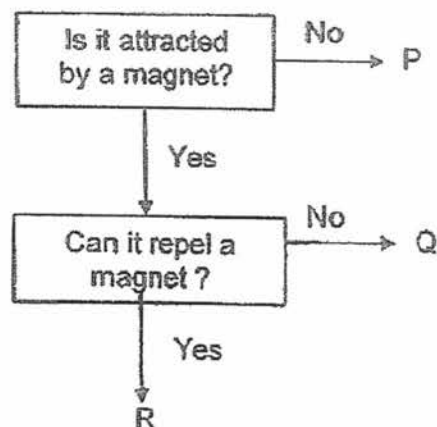 Is it attracted
by a magnet?
No
P
Yes
Can it repel a
magnet ?
No
Q
Yes
R